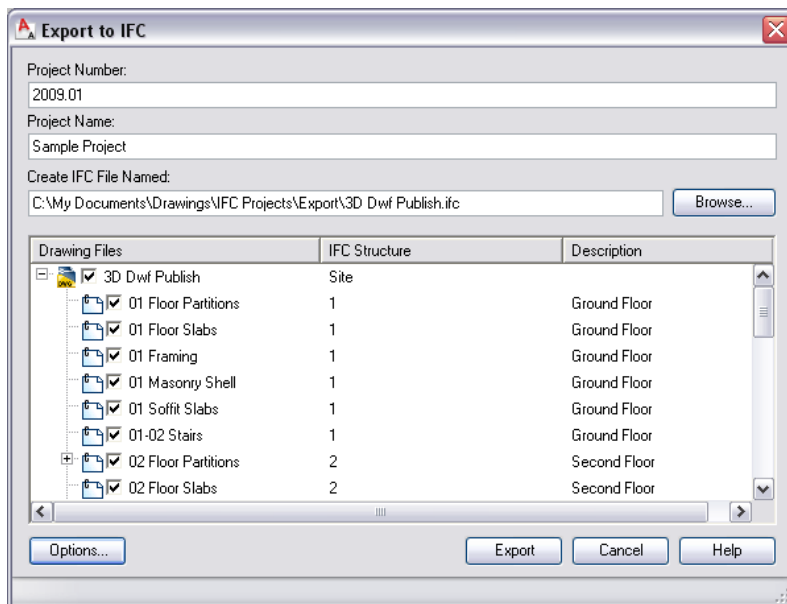 Export to IFC
Project Number:
2009.01
Project Name:
Sample Project
Create IFC File Named:
C:\My Documents\Drawings\IFC Projects\Export\3D Dwf Publish.ifc Browse...
Drawing Files IFC Structure Description
3D Dwf Publish Site
01 Floor Partitions 1 Ground Floor
01 Floor Slabs 1 Ground Floor
01 Framing 1 Ground Floor
01 Masonry Shell 1 Ground Floor
01 Soffit Slabs 1 Ground Floor
01-02 Stairs 1 Ground Floor
02 Floor Partitions 2 Second Floor
02 Floor Slabs 2 Second Floor
Options... Export Cancel Help